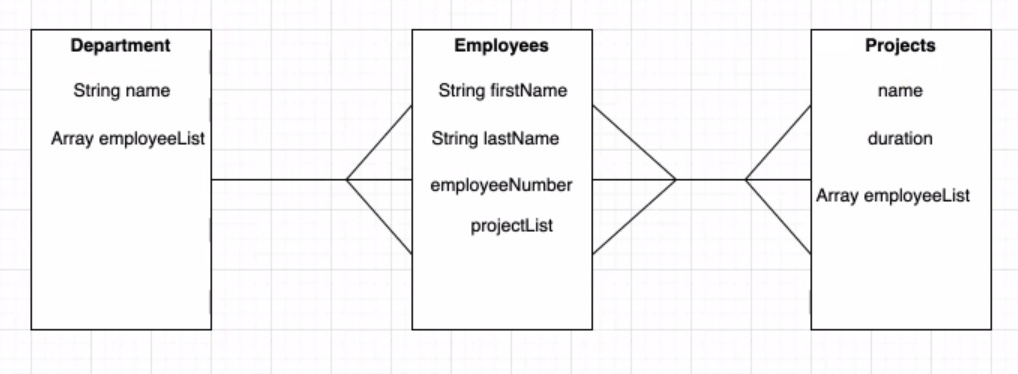 Department
String name
Array employeeList
Employees
String firstName
String lastName
employeeNumber
projectList
Projects
name
duration
Array employeeList